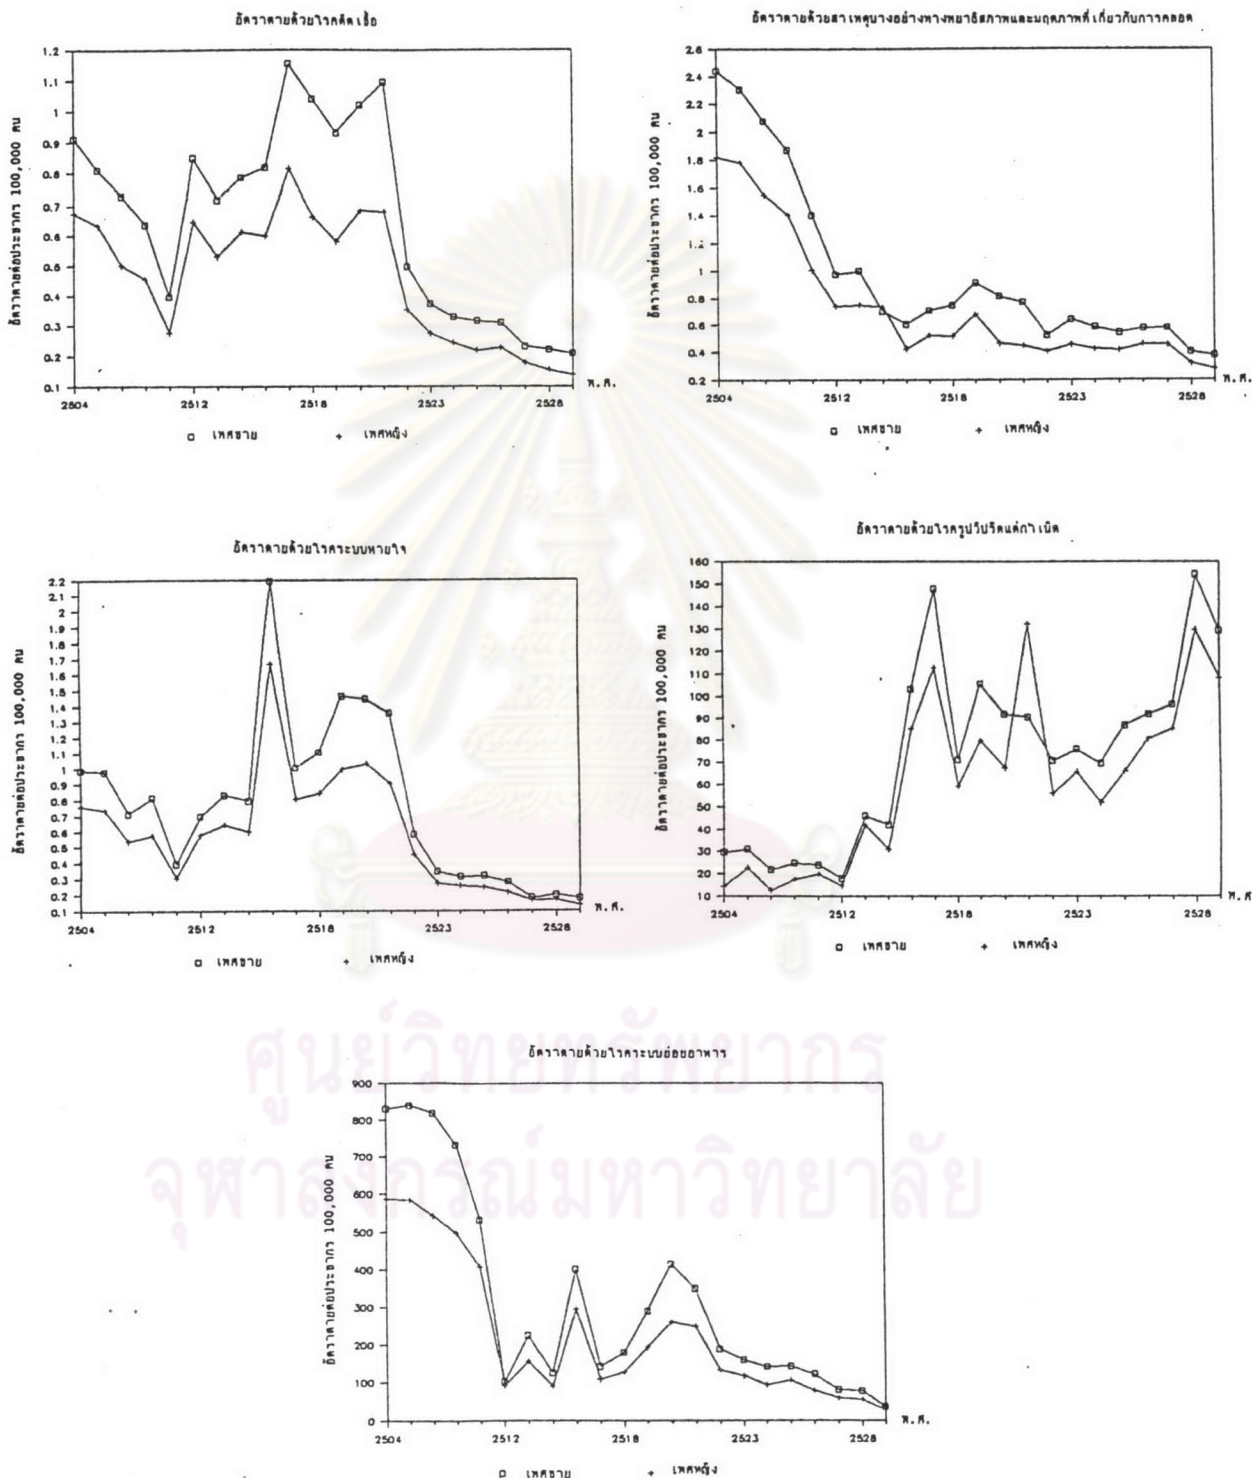 อัตราตายด้วยโรคติดเชื้อ
อัตราตายต่อประชากร 100,000 คน
1.2
1.1
1
0.9
0.8
0.7
0.6
0.5
0.4
0.3
0.2
0.1
2504 2512 2518 2523 2528
พ.ศ.
เพศชาย เพศหญิง
อัตราตายด้วยสาเหตุบางอย่างทางพยาธิสภาพและมฤตภาพที่เกี่ยวกับการคลอด
อัตราตายต่อประชากร 100,000 คน
2.6
2.4
2.2
2
1.8
1.6
1.4
1.2
1
0.8
0.6
0.4
0.2
2504 2512 2518 2523 2528
พ.ศ.
เพศชาย เพศหญิง
อัตราตายด้วยโรคระบบหายใจ
อัตราตายต่อประชากร 100,000 คน
2.2
2.1
2
1.9
1.8
1.7
1.6
1.5
1.4
1.3
1.2
1.1
1
0.9
0.8
0.7
0.6
0.5
0.4
0.3
0.2
0.1
2504 2512 2518 2523 2528
พ.ศ.
เพศชาย เพศหญิง
อัตราตายด้วยโรครูปวิปริตแต่กำเนิด
อัตราตายต่อประชากร 100,000 คน
160
150
140
130
120
110
100
90
80
70
60
50
40
30
20
10
2504 2512 2518 2523 2528
พ.ศ.
เพศชาย เพศหญิง
อัตราตายด้วยโรคระบบย่อยอาหาร
อัตราตายต่อประชากร 100,000 คน
900
800
700
600
500
400
300
200
100
0
2504 2512 2518 2523 2528
พ.ศ.
เพศชาย เพศหญิง
ศูนย์วิทยทรัพยากร
จุฬาลงกรณ์มหาวิทยาลัย